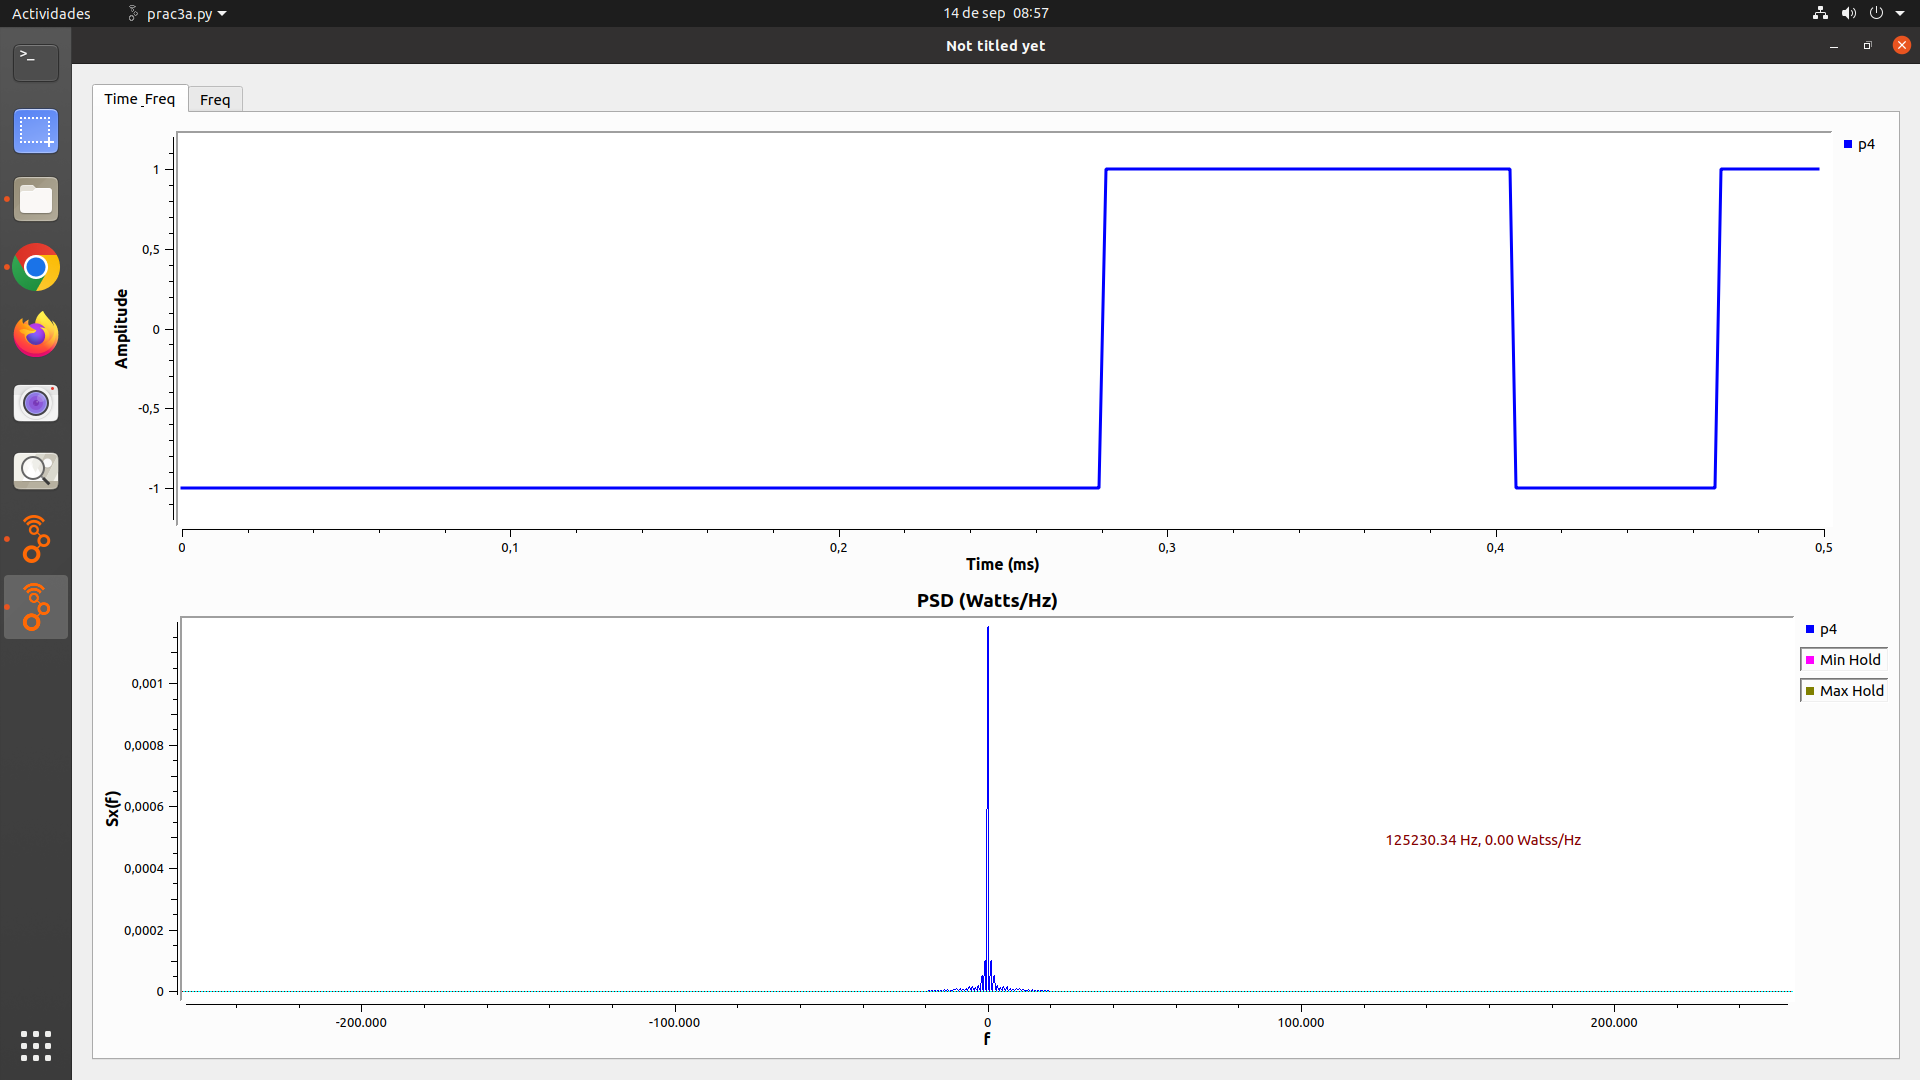 Actividades prac3a.py 14 de sep 08:57
Not titled yet
Time_Freq Freq
p4
1
0,5
0
-0,5
-1
Amplitude
0 0,1 0,2 0,3 0,4 0,5
Time (ms)
PSD (Watts/Hz)
p4
Min Hold
Max Hold
0,001
0,0008
0,0006
0,0004
0,0002
0
Sx(f)
125230.34 Hz, 0.00 Watss/Hz
-200.000 -100.000 0 100.000 200.000
f